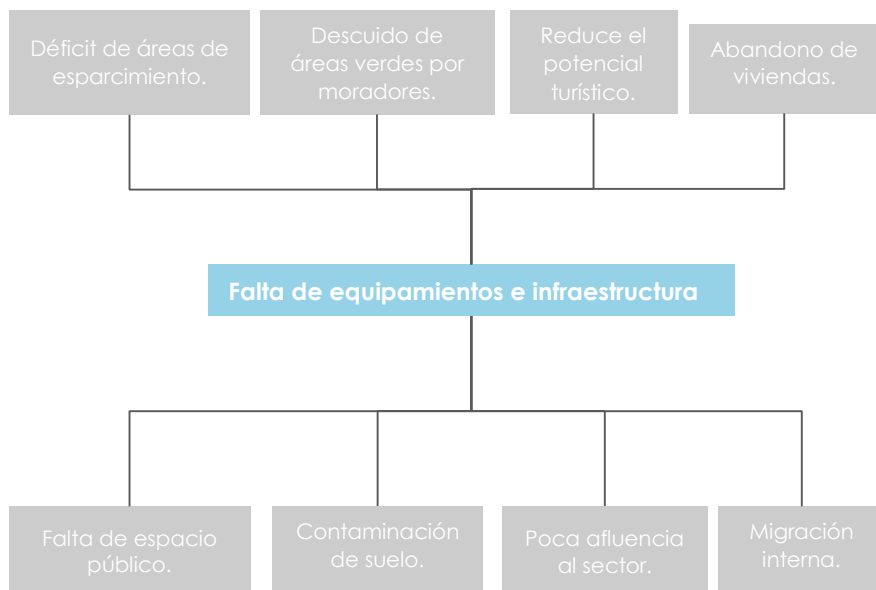 Déficit de áreas de
esparcimiento.
Descuido de
áreas verdes por
moradores.
Reduce el
potencial
turístico.
Abandono de
viviendas.
Falta de equipamientos e infraestructura
Falta de espacio
público.
Contaminación
de suelo.
Poca afluencia
al sector.
Migración
interna.